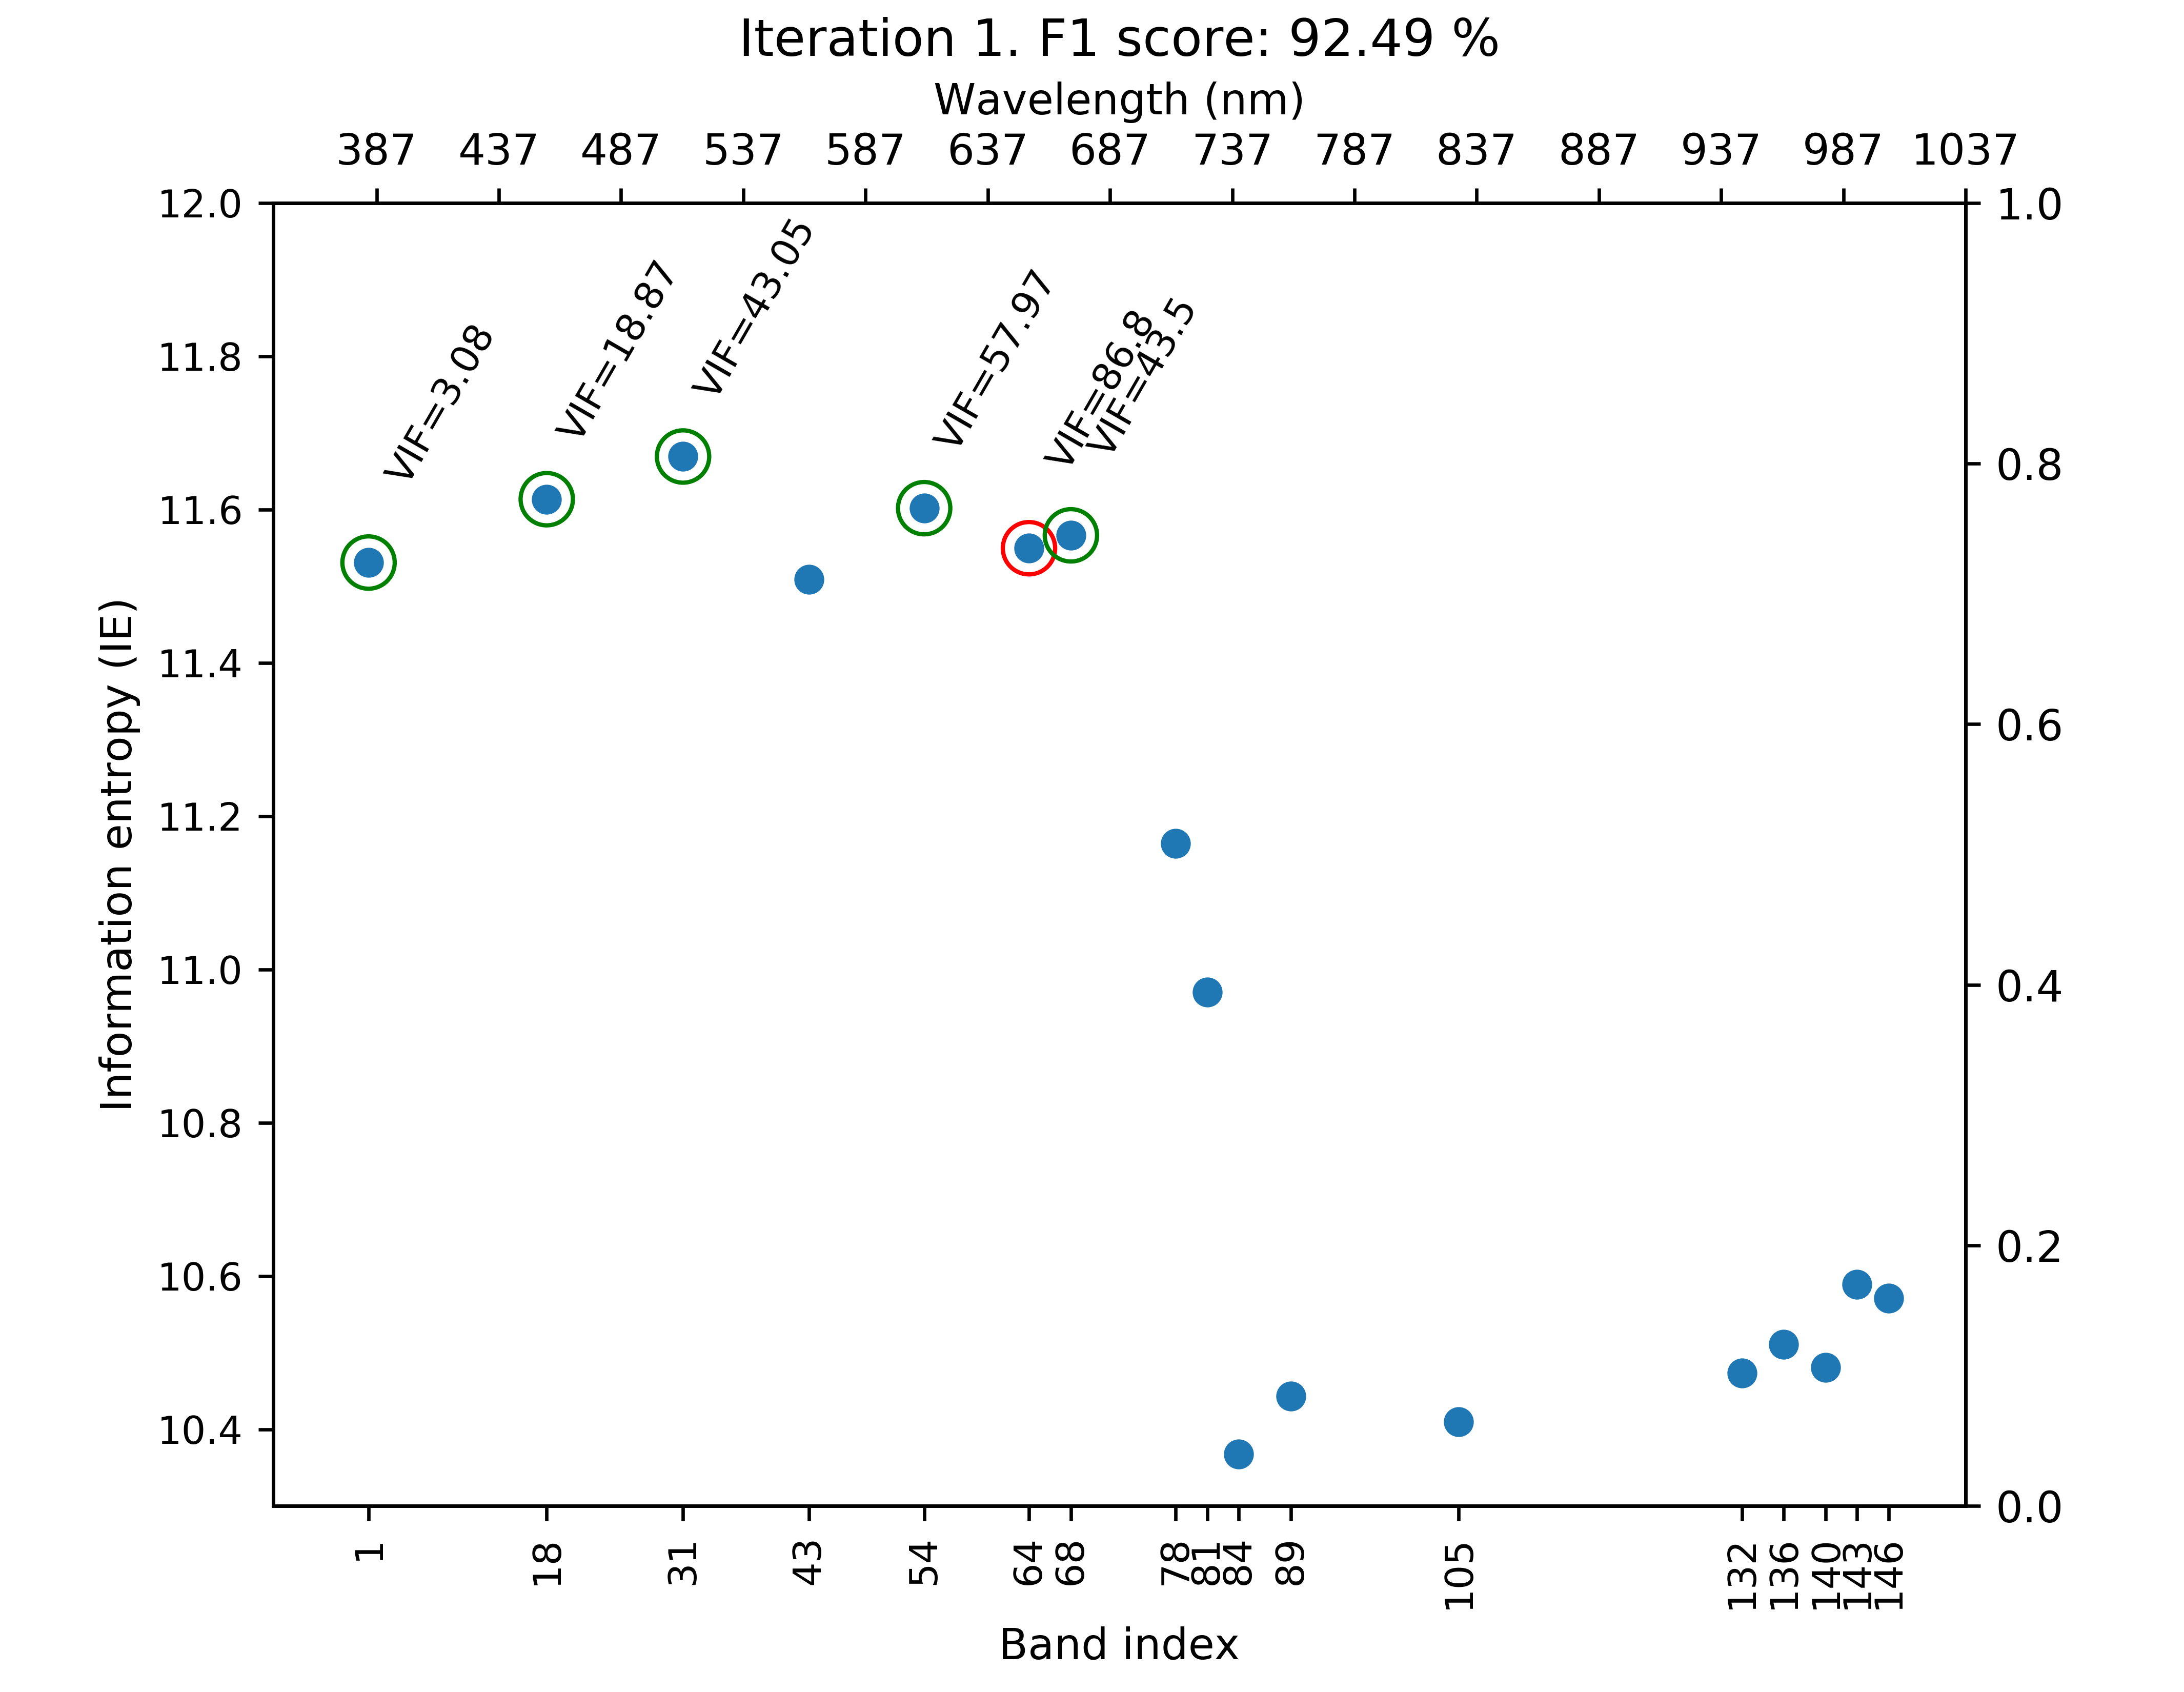 Iteration 1. F1 score: 92.49 %
Wavelength (nm)
387 437 487 537 587 637 687 737 787 837 887 937 987 1037
12.0
11.8
11.6
11.4
11.2
11.0
10.8
10.6
10.4
Information entropy (IE)
VIF=3.08
VIF=18.87
VIF=43.05
VIF=57.97
VIF=86.8
VIF=43.5
1.0
0.8
0.6
0.4
0.2
0.0
1 18 31 43 54 64 68 78 81 84 89 105 132 136 140 143 146
Band index